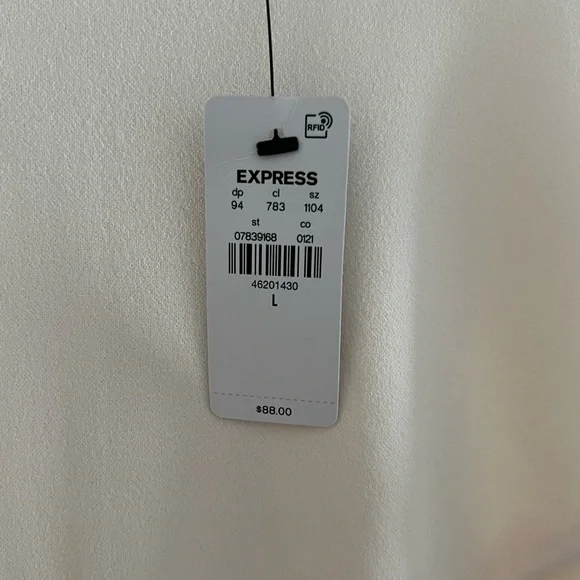 RFID
EXPRESS
dp cl sz
94 783 1104
st co
07839168 0121
46201430
L
$88.00